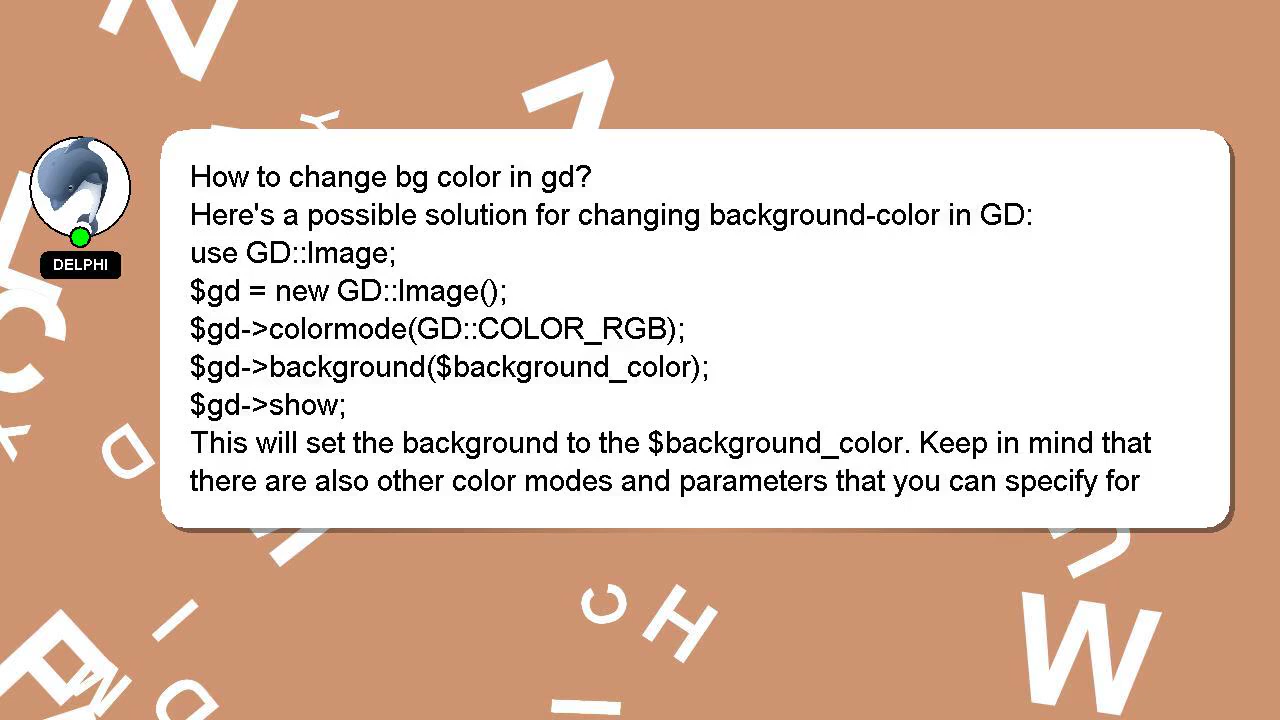 How to change bg color in gd?
Here's a possible solution for changing background-color in GD:
use GD::Image;
$gd = new GD::Image();
$gd->colormode(GD::COLOR_RGB);
$gd->background($background_color);
$gd->show;
This will set the background to the $background_color. Keep in mind that
there are also other color modes and parameters that you can specify for
DELPHI